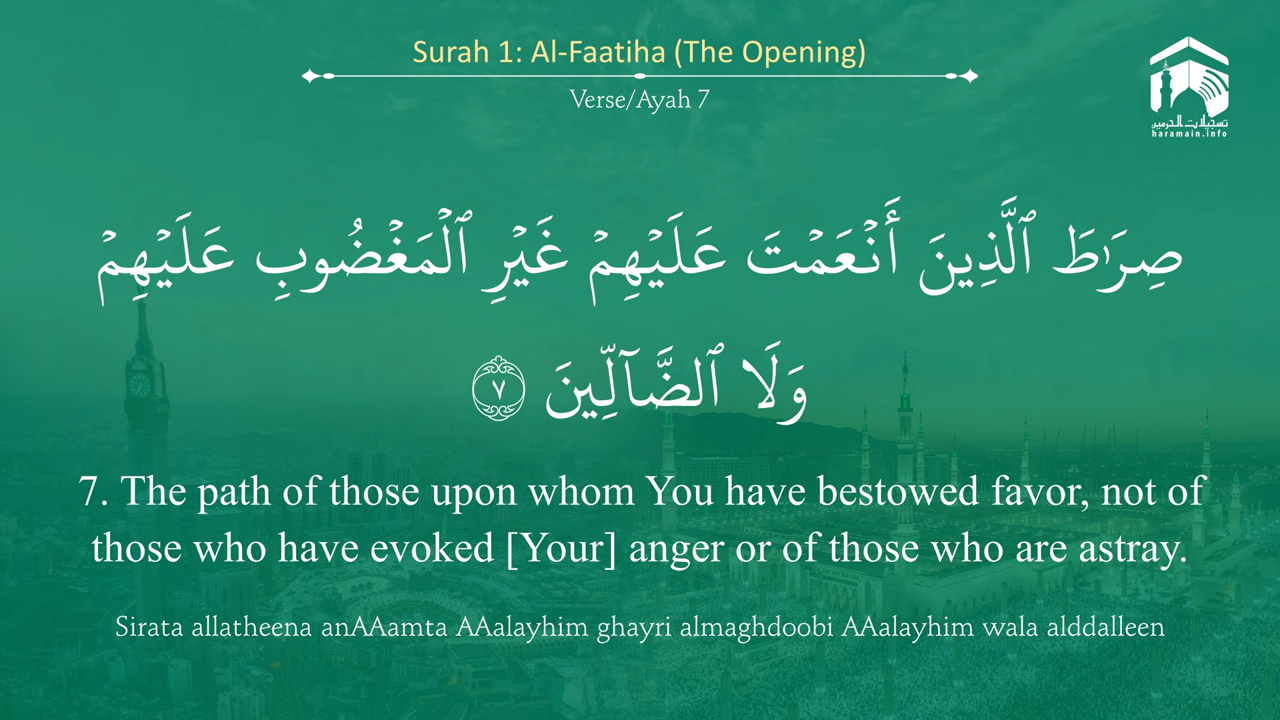 Surah 1: Al-Faatiha (The Opening)
Verse/Ayah 7
تسجيلات الحرمين
haramain.info
صِرَٰطَ ٱلَّذِينَ أَنْعَمْتَ عَلَيْهِمْ غَيْرِ ٱلْمَغْضُوبِ عَلَيْهِمْ
وَلَا ٱلضَّآلِّينَ ٧
7. The path of those upon whom You have bestowed favor, not of
those who have evoked [Your] anger or of those who are astray.
Sirata allatheena anAAamta AAalayhim ghayri almaghdoobi AAalayhim wala alddalleen